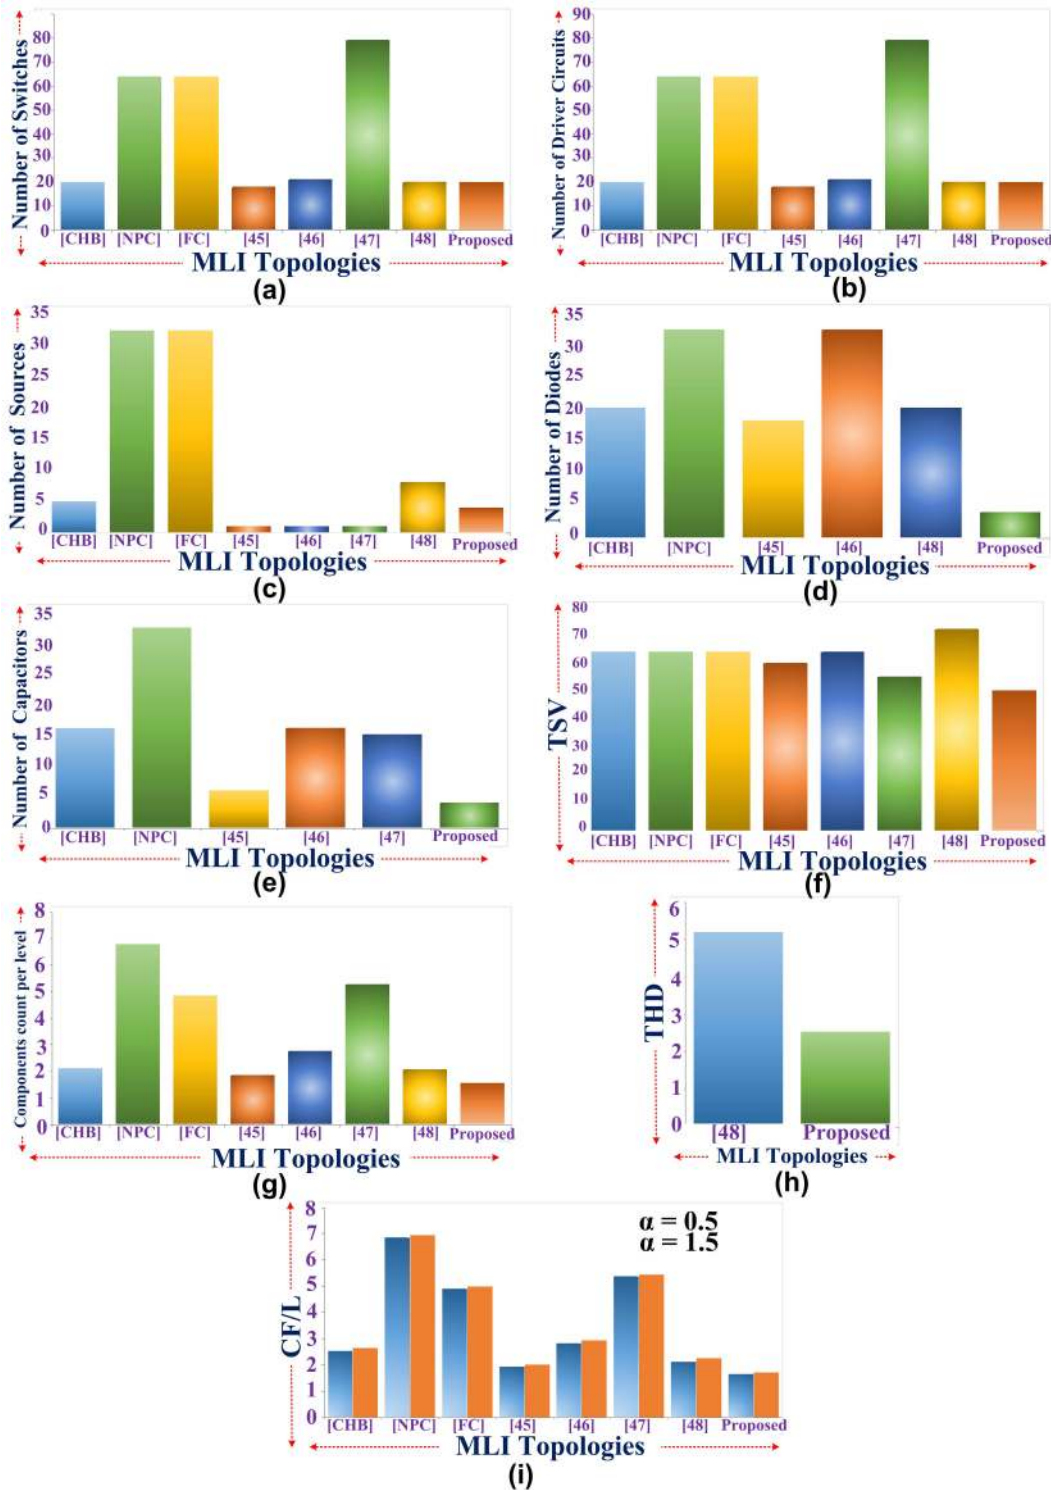 Number of Switches
80
70
60
50
40
30
20
10
0
[CHB] [NPC] [FC] [45] [46] [47] [48] Proposed
MLI Topologies
(a)
Number of Driver Circuits
90
80
70
60
50
40
30
20
10
0
[CHB] [NPC] [FC] [45] [46] [47] [48] Proposed
MLI Topologies
(b)
Number of Sources
35
30
25
20
15
10
5
0
[CHB] [NPC] [FC] [45] [46] [47] [48] Proposed
MLI Topologies
(c)
Number of Diodes
35
30
25
20
15
10
5
0
[CHB] [NPC] [45] [46] [48] Proposed
MLI Topologies
(d)
Number of Capacitors
35
30
25
20
15
10
5
0
[CHB] [NPC] [45] [46] [47] Proposed
MLI Topologies
(e)
TSV
80
70
60
50
40
30
20
10
0
[CHB] [NPC] [FC] [45] [46] [47] [48] Proposed
MLI Topologies
(f)
Components count per level
8
7
6
5
4
3
2
1
0
[CHB] [NPC] [FC] [45] [46] [47] [48] Proposed
MLI Topologies
(g)
THD
6
5
4
3
2
1
0
[48] Proposed
MLI Topologies
(h)
CF/L
8
7
6
5
4
3
2
1
0
α = 0.5
α = 1.5
[CHB] [NPC] [FC] [45] [46] [47] [48] Proposed
MLI Topologies
(i)